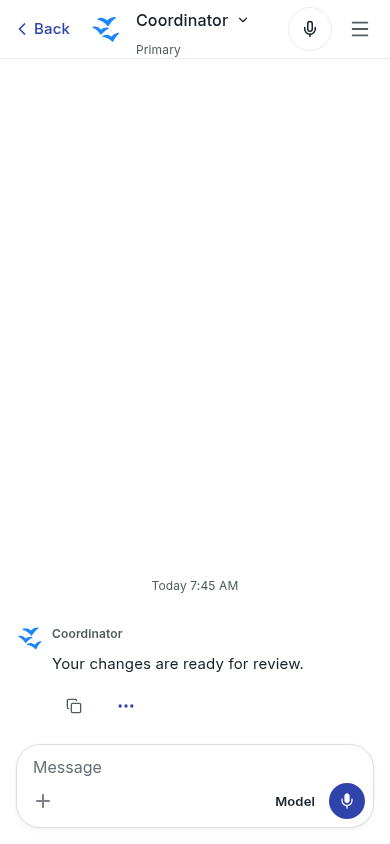 Back
Coordinator
Primary
Today 7:45 AM
Coordinator
Your changes are ready for review.
Message
Model